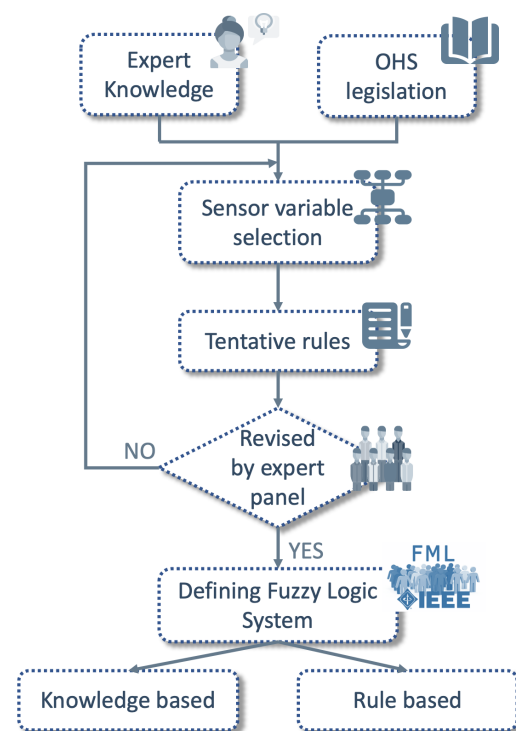 Expert
Knowledge
OHS
legislation
Sensor variable
selection
Tentative rules
Revised
by expert
panel
NO
YES
FML
IEEE
Defining Fuzzy Logic
System
Knowledge based
Rule based